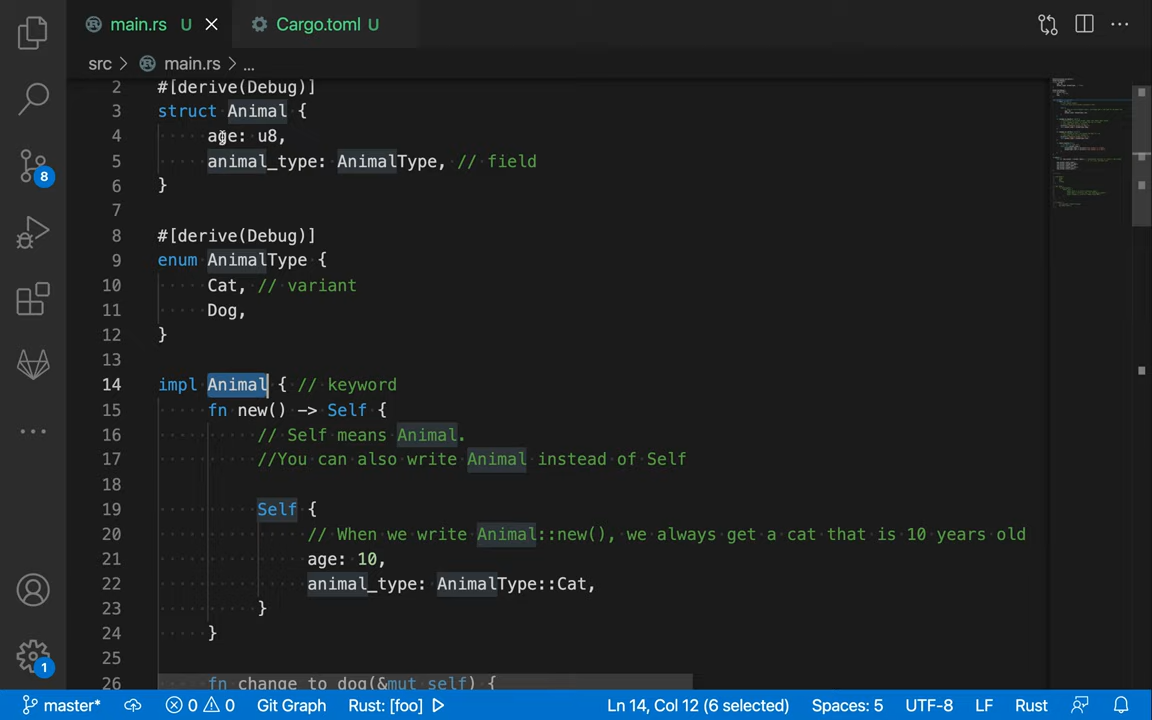 main.rs U Cargo.toml U
src > main.rs > ...
2 #[derive(Debug)]
3 struct Animal {
4 age: u8,
5 animal_type: AnimalType, // field
6 }
7
8 #[derive(Debug)]
9 enum AnimalType {
10 Cat, // variant
11 Dog,
12 }
13
14 impl Animal { // keyword
15 fn new() -> Self {
16 // Self means Animal.
17 //You can also write Animal instead of Self
18
19 Self {
20 // When we write Animal::new(), we always get a cat that is 10 years old
21 age: 10,
22 animal_type: AnimalType::Cat,
23 }
24 }
25
26 fn change_to_dog(&mut self) {
8
1
master* 0 0 Git Graph Rust: [foo] Ln 14, Col 12 (6 selected) Spaces: 5 UTF-8 LF Rust